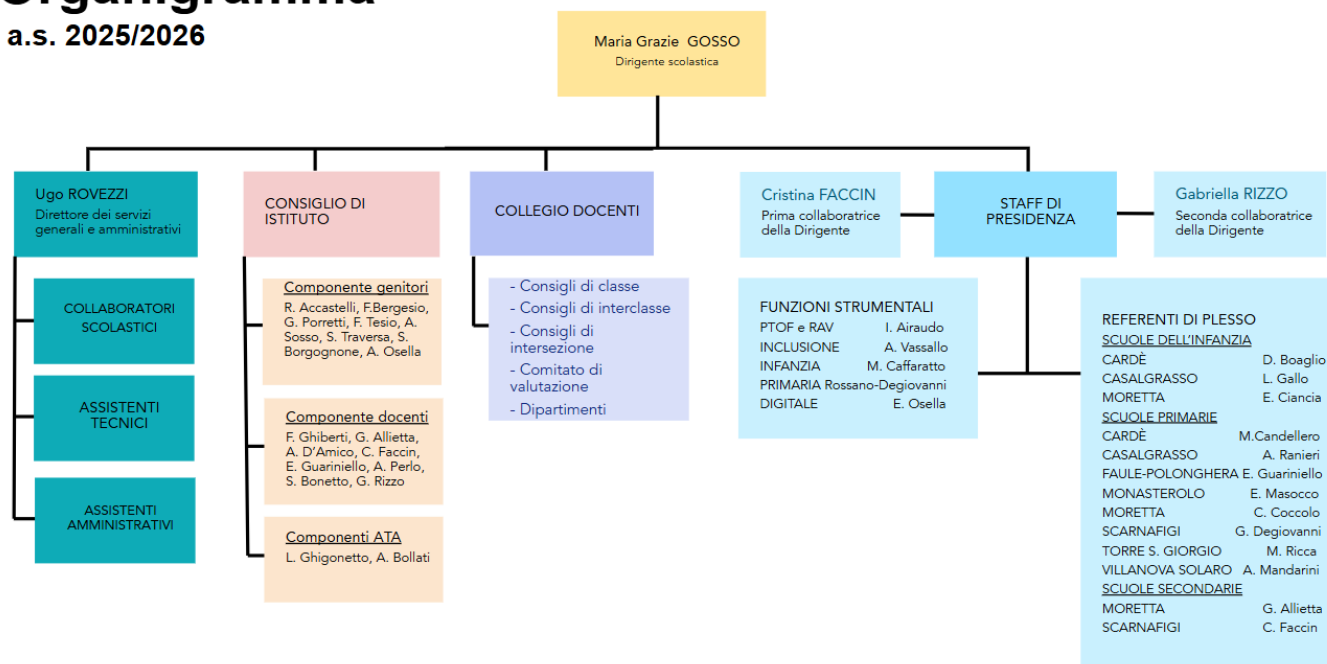 Organigramma
a.s. 2025/2026
Maria Grazie GOSSO
Dirigente scolastica
Ugo ROVEZZI
Direttore dei servizi
generali e amministrativi
COLLABORATORI
SCOLASTICI
ASSISTENTI
TECNICI
ASSISTENTI
AMMINISTRATIVI
CONSIGLIO DI
ISTITUTO
Componente genitori
R. Accastelli, F.Bergesio,
G. Porretti, F. Tesio, A.
Sosso, S. Traversa, S.
Borgognone, A. Osella
Componente docenti
F. Ghiberti, G. Allietta,
A. D'Amico, C. Faccin,
E. Guariniello, A. Perlo,
S. Bonetto, G. Rizzo
Componenti ATA
L. Ghigonetto, A. Bollati
COLLEGIO DOCENTI
- Consigli di classe
- Consigli di interclasse
- Consigli di
intersezione
- Comitato di
valutazione
- Dipartimenti
Cristina FACCIN
Prima collaboratrice
della Dirigente
STAFF DI
PRESIDENZA
Gabriella RIZZO
Seconda collaboratrice
della Dirigente
FUNZIONI STRUMENTALI
PTOF e RAV I. Airaudo
INCLUSIONE A. Vassallo
INFANZIA M. Caffaratto
PRIMARIA Rossano-Degiovanni
DIGITALE E. Osella
REFERENTI DI PLESSO
SCUOLE DELL'INFANZIA
CARDÈ D. Boaglio
CASALGRASSO L. Gallo
MORETTA E. Ciancia
SCUOLE PRIMARIE
CARDÈ M.Candellero
CASALGRASSO A. Ranieri
FAULE-POLONGHERA E. Guariniello
MONASTEROLO E. Masocco
MORETTA C. Coccolo
SCARNAFIGI G. Degiovanni
TORRE S. GIORGIO M. Ricca
VILLANOVA SOLARO A. Mandarini
SCUOLE SECONDARIE
MORETTA G. Allietta
SCARNAFIGI C. Faccin